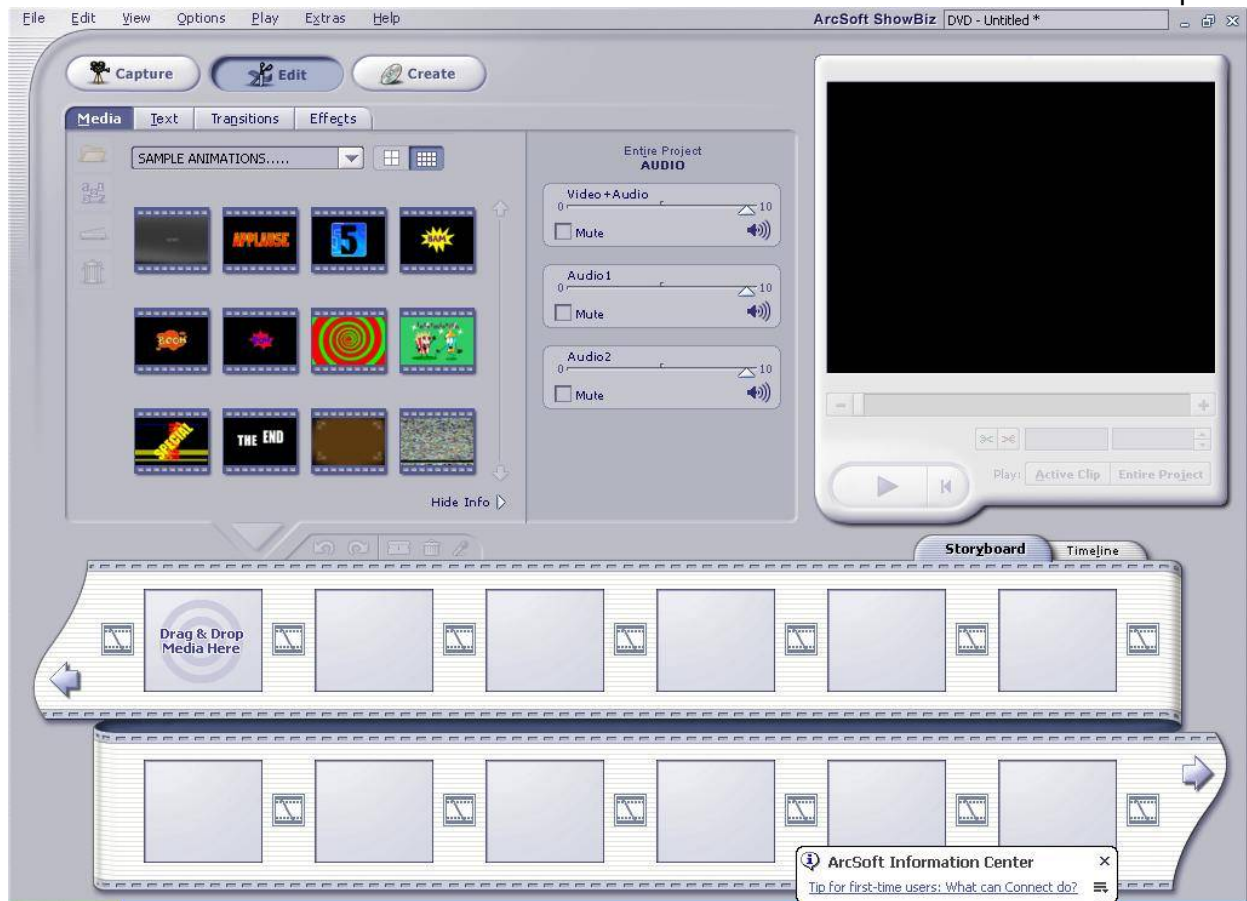 File Edit View Options Play Extras Help
ArcSoft ShowBiz DVD - Untitled *
Capture Edit Create
Media Text Transitions Effects
SAMPLE ANIMATIONS.....
APPLAUSE 5 BAM
BOOM
SPECIAL THE END
Hide Info
Entire Project
AUDIO
Video+Audio
0 10
Mute
Audio1
0 10
Mute
Audio2
0 10
Mute
Play: Active Clip Entire Project
Storyboard Timeline
Drag & Drop
Media Here
ArcSoft Information Center
Tip for first-time users: What can Connect do?